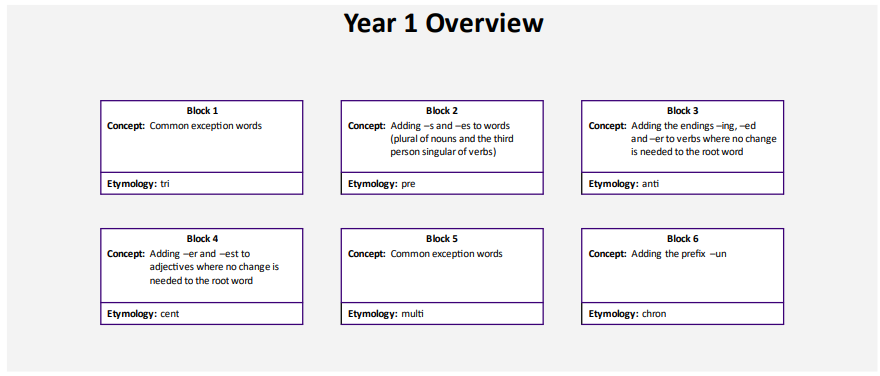 Year 1 Overview
Block 1
Concept: Common exception words
Etymology: tri
Block 2
Concept: Adding –s and –es to words
(plural of nouns and the third
person singular of verbs)
Etymology: pre
Block 3
Concept: Adding the endings –ing, –ed
and –er to verbs where no change
is needed to the root word
Etymology: anti
Block 4
Concept: Adding –er and –est to
adjectives where no change is
needed to the root word
Etymology: cent
Block 5
Concept: Common exception words
Etymology: multi
Block 6
Concept: Adding the prefix –un
Etymology: chron